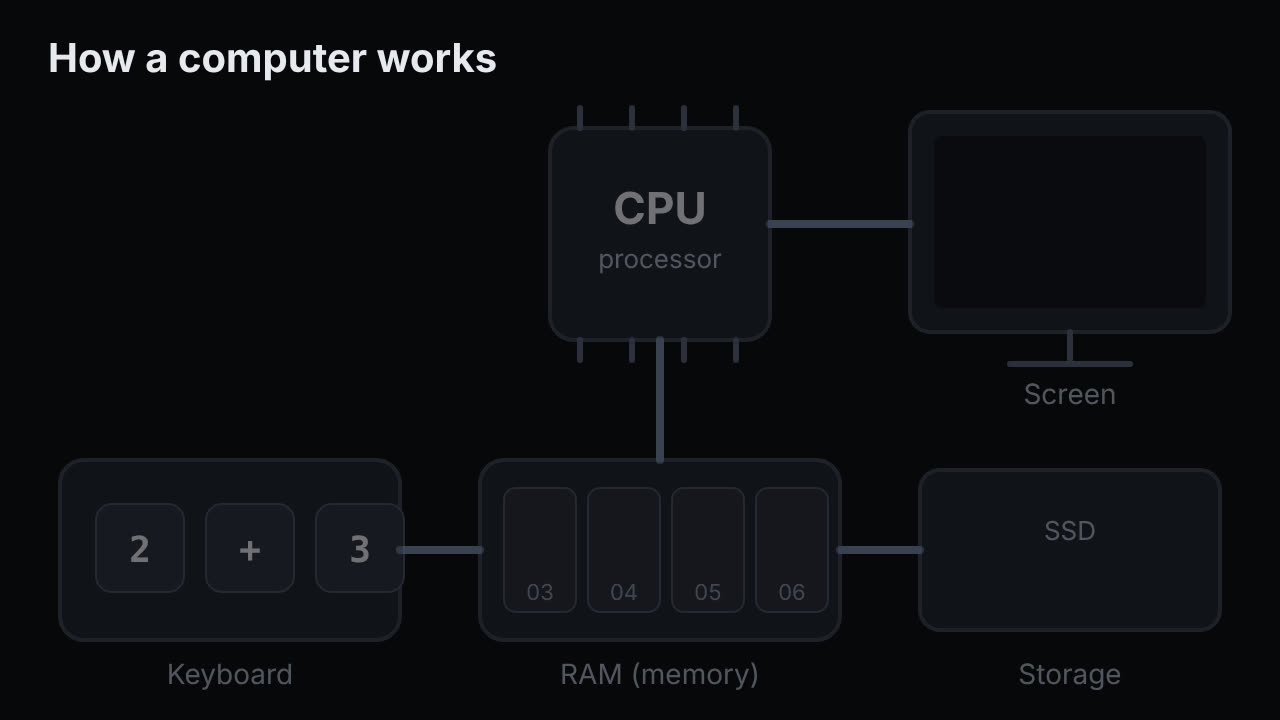 How a computer works
CPU
processor
Screen
2 + 3
03 04 05 06
SSD
Keyboard
RAM (memory)
Storage